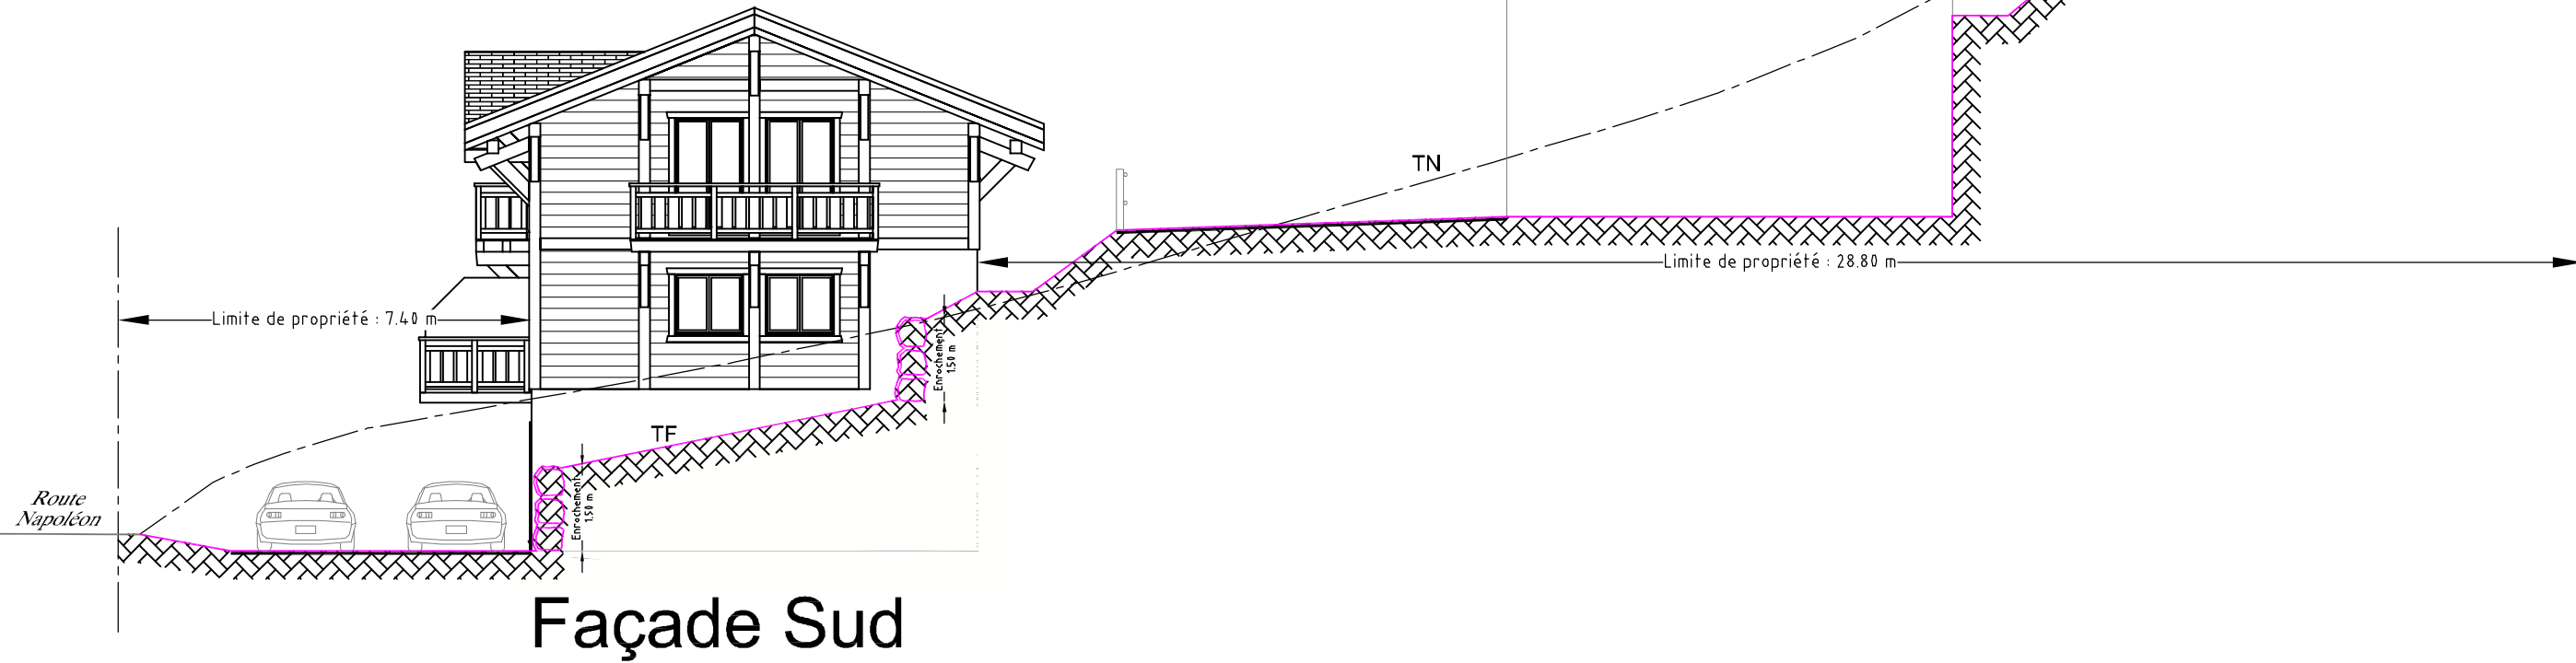 TN
Limite de propriété : 28.80 m
Limite de propriété : 7.40 m
Enrochement
1.50 m
TF
Enrochement
1.50 m
Route
Napoléon
Façade Sud